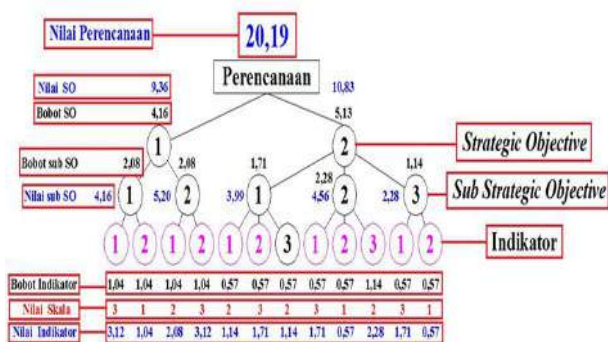 Nilai Perencanaan 20,19
Perencanaan
Nilai SO 9,36 10,83
Bobot SO 4,16 5,13
1 2 Strategic Objective
Bobot sub SO 2,08 2,08 1,71 2,28 1,14
Nilai sub SO 4,16 1 5,20 2 3,99 1 4,56 2 2,28 3 Sub Strategic Objective
1 2 1 2 1 2 3 1 2 3 1 2 Indikator
Bobot Indikator 1,04 1,04 1,04 1,04 0,57 0,57 0,57 0,57 0,57 1,14 0,57 0,57
Nilai Skala 3 1 2 3 2 3 2 3 1 2 3 1
Nilai Indikator 3,12 1,04 2,08 3,12 1,14 1,71 1,14 1,71 0,57 2,28 1,71 0,57